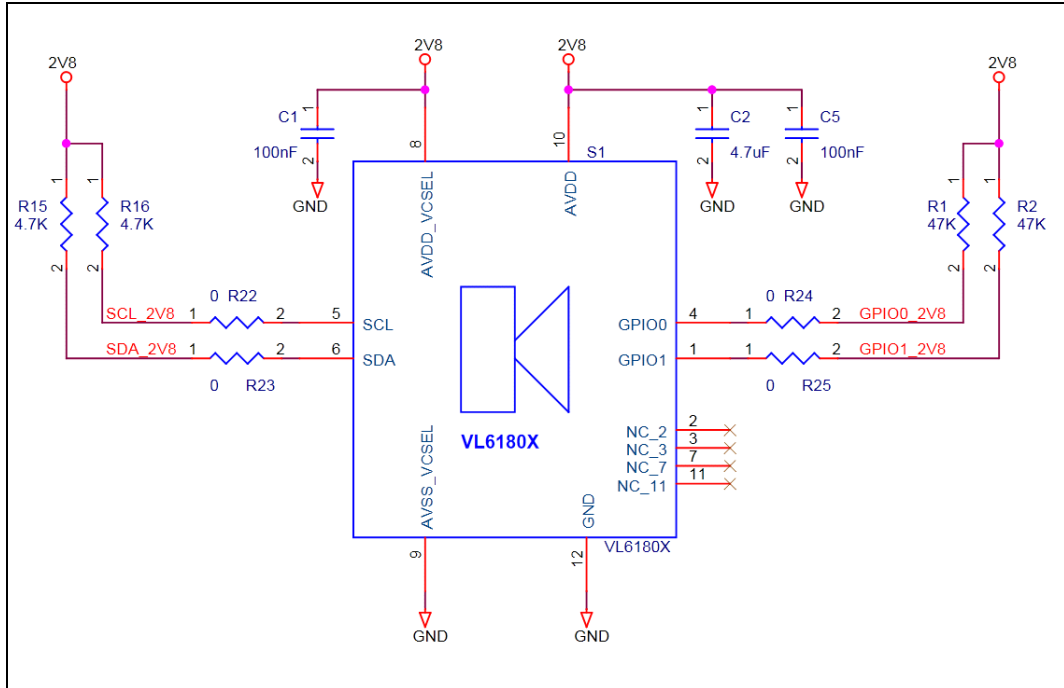 2V8
2V8
2V8
2V8
C1
1
2
100nF
GND
8
10
S1
1
C2
4.7uF
2
GND
1
C5
100nF
2
GND
1
R15
4.7K
2
1
R16
4.7K
2
AVDD_VCSEL
AVDD
1
R1
47K
2
1
R2
47K
2
SCL_2V8
1
0
R22
2
5
SCL
SDA_2V8
1
2
6
SDA
0
R23
GPIO0
4
1
0
R24
2
GPIO0_2V8
GPIO1
1
1
2
GPIO1_2V8
0
R25
VL6180X
NC_2
2
NC_3
3
NC_7
7
NC_11
11
AVSS_VCSEL
GND
VL6180X
9
12
GND
GND